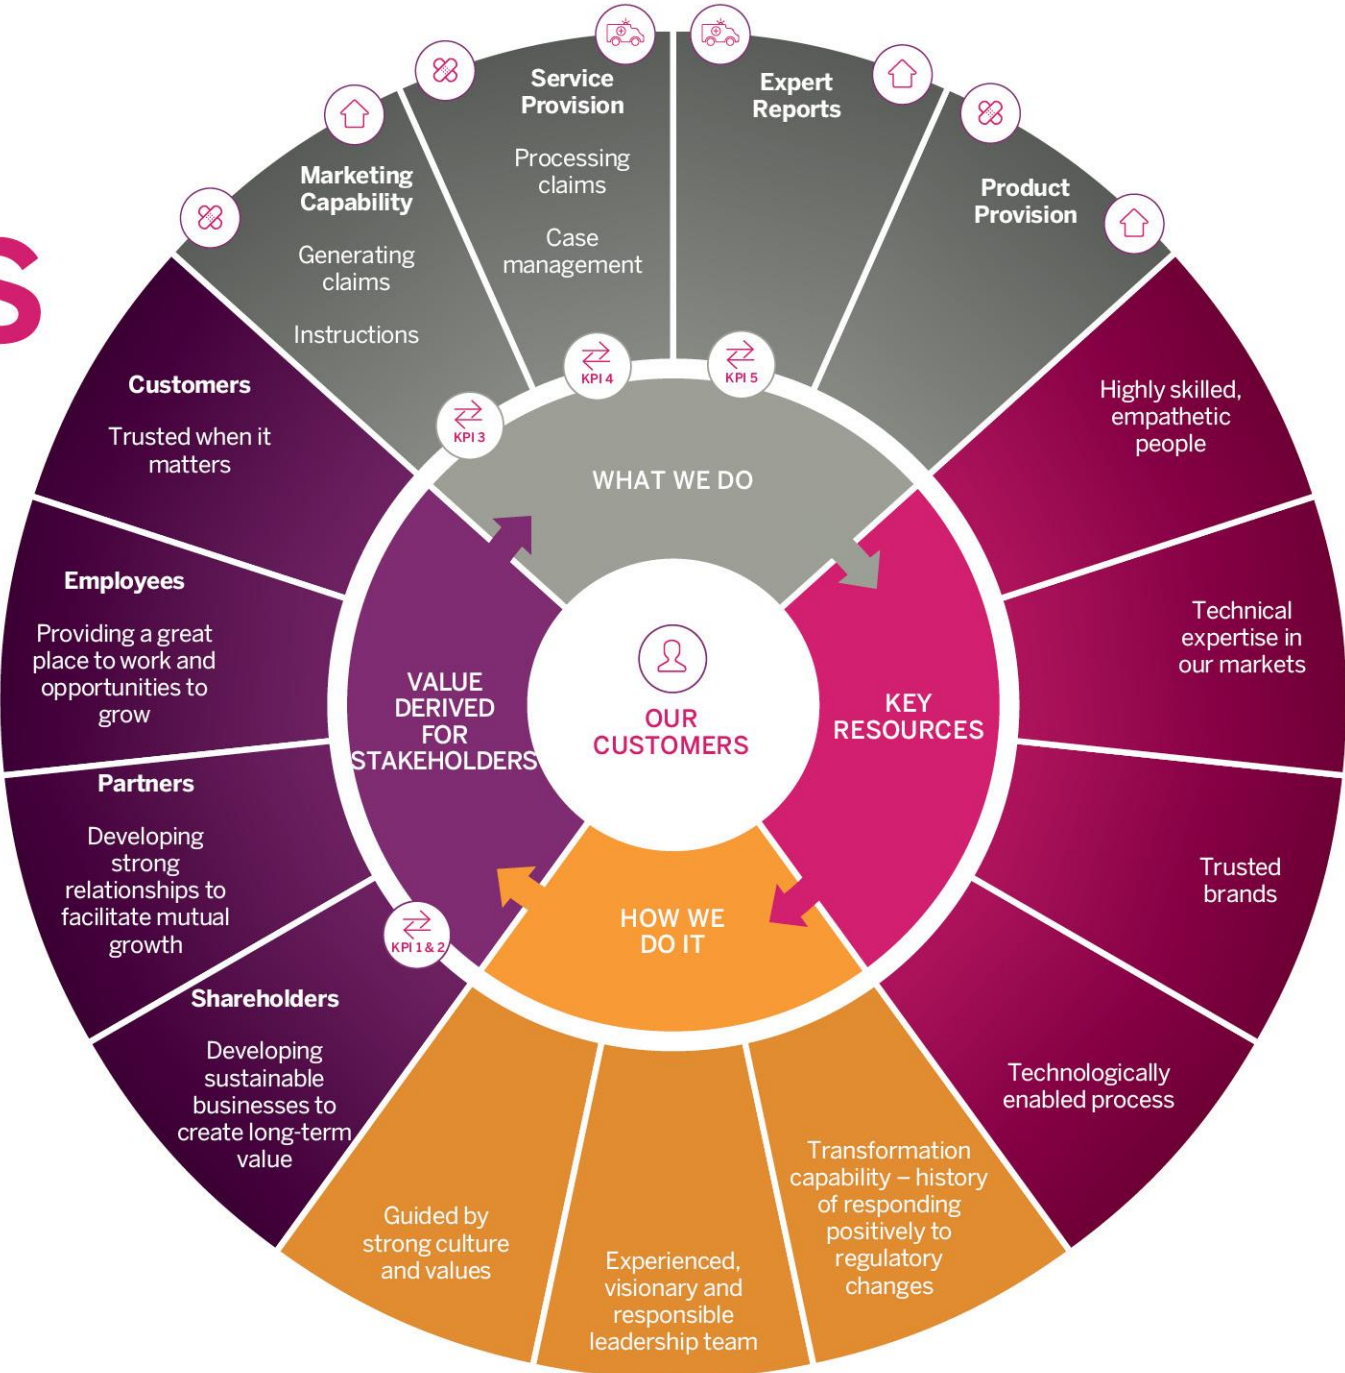 S
Service
Provision
Processing
claims
Case
management
Expert
Reports
Marketing
Capability
Generating
claims
Instructions
Product
Provision
KPI 3
KPI 4
KPI 5
WHAT WE DO
Highly skilled,
empathetic
people
Technical
expertise in
our markets
Trusted
brands
Technologically
enabled process
KEY
RESOURCES
OUR
CUSTOMERS
HOW WE
DO IT
Transformation
capability – history
of responding
positively to
regulatory
changes
Experienced,
visionary and
responsible
leadership team
Guided by
strong culture
and values
VALUE
DERIVED
FOR
STAKEHOLDERS
KPI 1 & 2
Customers
Trusted when it
matters
Employees
Providing a great
place to work and
opportunities to
grow
Partners
Developing
strong
relationships to
facilitate mutual
growth
Shareholders
Developing
sustainable
businesses to
create long-term
value